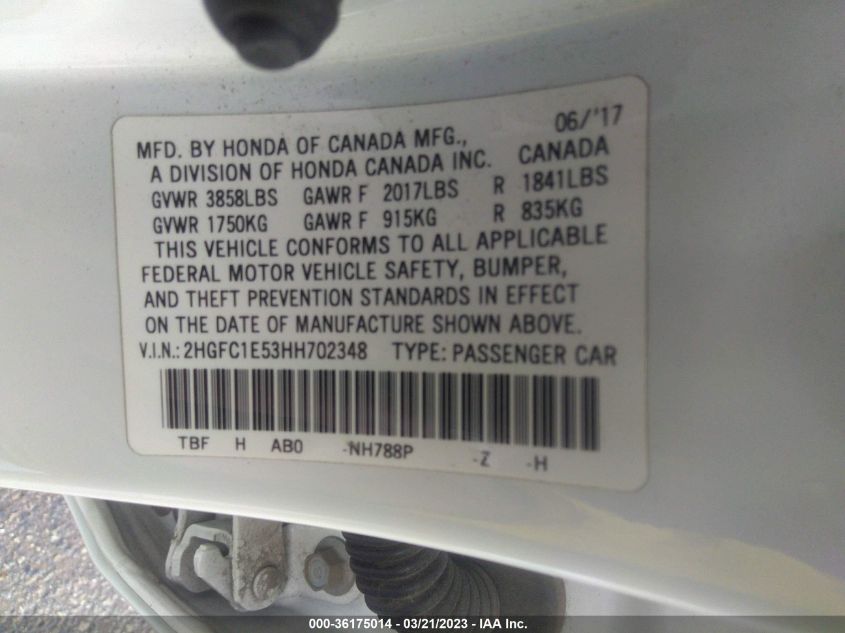 06/'17
MFD. BY HONDA OF CANADA MFG.,
A DIVISION OF HONDA CANADA INC. CANADA
GVWR 3858LBS GAWR F 2017LBS R 1841LBS
GVWR 1750KG GAWR F 915KG R 835KG
THIS VEHICLE CONFORMS TO ALL APPLICABLE
FEDERAL MOTOR VEHICLE SAFETY, BUMPER,
AND THEFT PREVENTION STANDARDS IN EFFECT
ON THE DATE OF MANUFACTURE SHOWN ABOVE.
V.I.N.: 2HGFC1E53HH702348 TYPE: PASSENGER CAR
TBF H AB0 -NH788P -Z -H
000-36175014 - 03/21/2023 - IAA Inc.